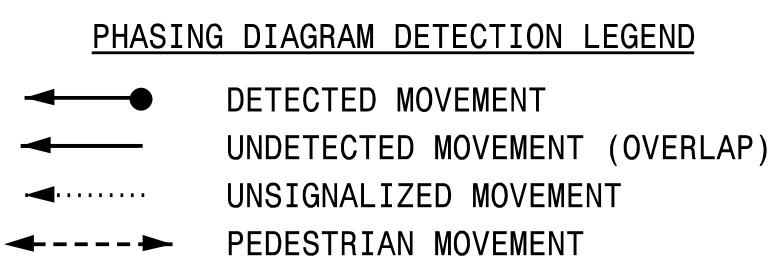 PHASING DIAGRAM DETECTION LEGEND
DETECTED MOVEMENT
UNDETECTED MOVEMENT (OVERLAP)
UNSIGNALIZED MOVEMENT
PEDESTRIAN MOVEMENT